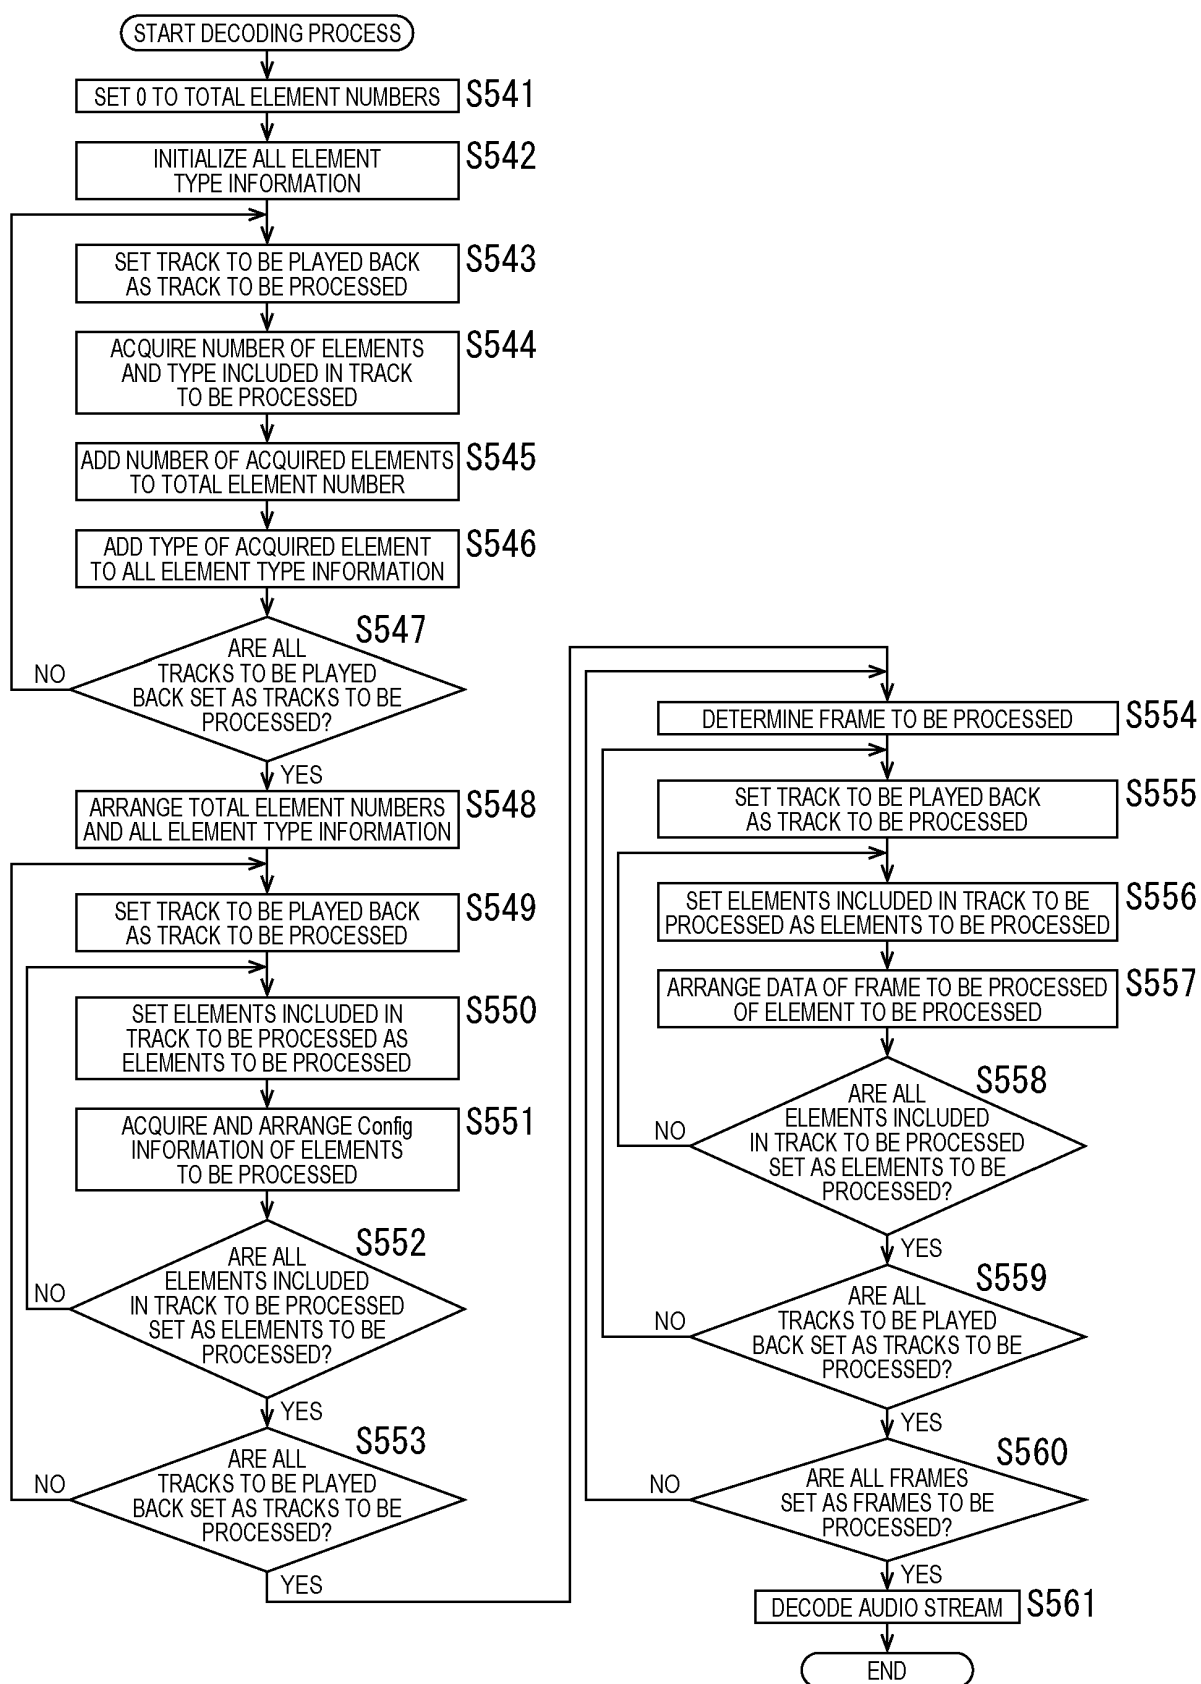 START DECODING PROCESS
SET 0 TO TOTAL ELEMENT NUMBERS
S541
INITIALIZE ALL ELEMENT
TYPE INFORMATION
S542
SET TRACK TO BE PLAYED BACK
AS TRACK TO BE PROCESSED
S543
ACQUIRE NUMBER OF ELEMENTS
AND TYPE INCLUDED IN TRACK
TO BE PROCESSED
S544
ADD NUMBER OF ACQUIRED ELEMENTS
TO TOTAL ELEMENT NUMBER
S545
ADD TYPE OF ACQUIRED ELEMENT
TO ALL ELEMENT TYPE INFORMATION
S546
S547
ARE ALL
TRACKS TO BE PLAYED
BACK SET AS TRACKS TO BE
PROCESSED?
NO
YES
ARRANGE TOTAL ELEMENT NUMBERS
AND ALL ELEMENT TYPE INFORMATION
S548
SET TRACK TO BE PLAYED BACK
AS TRACK TO BE PROCESSED
S549
SET ELEMENTS INCLUDED IN
TRACK TO BE PROCESSED AS
ELEMENTS TO BE PROCESSED
S550
ACQUIRE AND ARRANGE Config
INFORMATION OF ELEMENTS
TO BE PROCESSED
S551
S552
ARE ALL
ELEMENTS INCLUDED
IN TRACK TO BE PROCESSED
SET AS ELEMENTS TO BE
PROCESSED?
NO
YES
S553
ARE ALL
TRACKS TO BE PLAYED
BACK SET AS TRACKS TO BE
PROCESSED?
NO
YES
DETERMINE FRAME TO BE PROCESSED
S554
SET TRACK TO BE PLAYED BACK
AS TRACK TO BE PROCESSED
S555
SET ELEMENTS INCLUDED IN TRACK TO BE
PROCESSED AS ELEMENTS TO BE PROCESSED
S556
ARRANGE DATA OF FRAME TO BE PROCESSED
OF ELEMENT TO BE PROCESSED
S557
S558
ARE ALL
ELEMENTS INCLUDED
IN TRACK TO BE PROCESSED
SET AS ELEMENTS TO BE
PROCESSED?
NO
YES
S559
ARE ALL
TRACKS TO BE PLAYED
BACK SET AS TRACKS TO BE
PROCESSED?
NO
YES
S560
ARE ALL FRAMES
SET AS FRAMES TO BE
PROCESSED?
NO
YES
DECODE AUDIO STREAM
S561
END